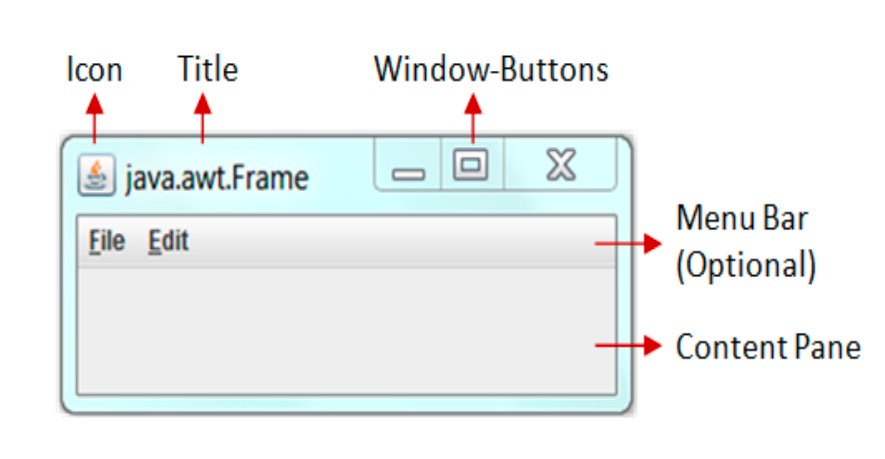 Icon Title Window-Buttons
java.awt.Frame
File Edit
Menu Bar
(Optional)
Content Pane